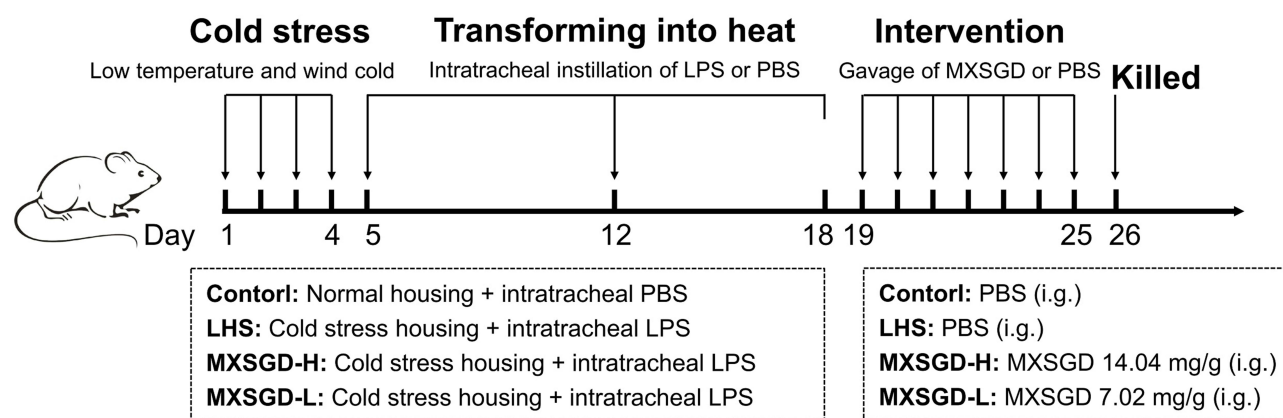 Cold stress
Transforming into heat
Intervention
Low temperature and wind cold
Intratracheal instillation of LPS or PBS
Gavage of MXSGD or PBS
Killed
Day 1 4 5 12 18 19 25 26
Contorl: Normal housing + intratracheal PBS
LHS: Cold stress housing + intratracheal LPS
MXSGD-H: Cold stress housing + intratracheal LPS
MXSGD-L: Cold stress housing + intratracheal LPS
Contorl: PBS (i.g.)
LHS: PBS (i.g.)
MXSGD-H: MXSGD 14.04 mg/g (i.g.)
MXSGD-L: MXSGD 7.02 mg/g (i.g.)